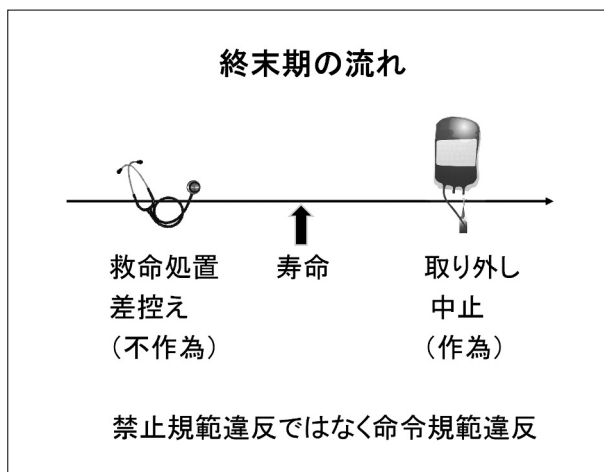 終末期の流れ
救命処置
差控え
（不作為）
寿命
取り外し
中止
（作為）
禁止規範違反ではなく命令規範違反